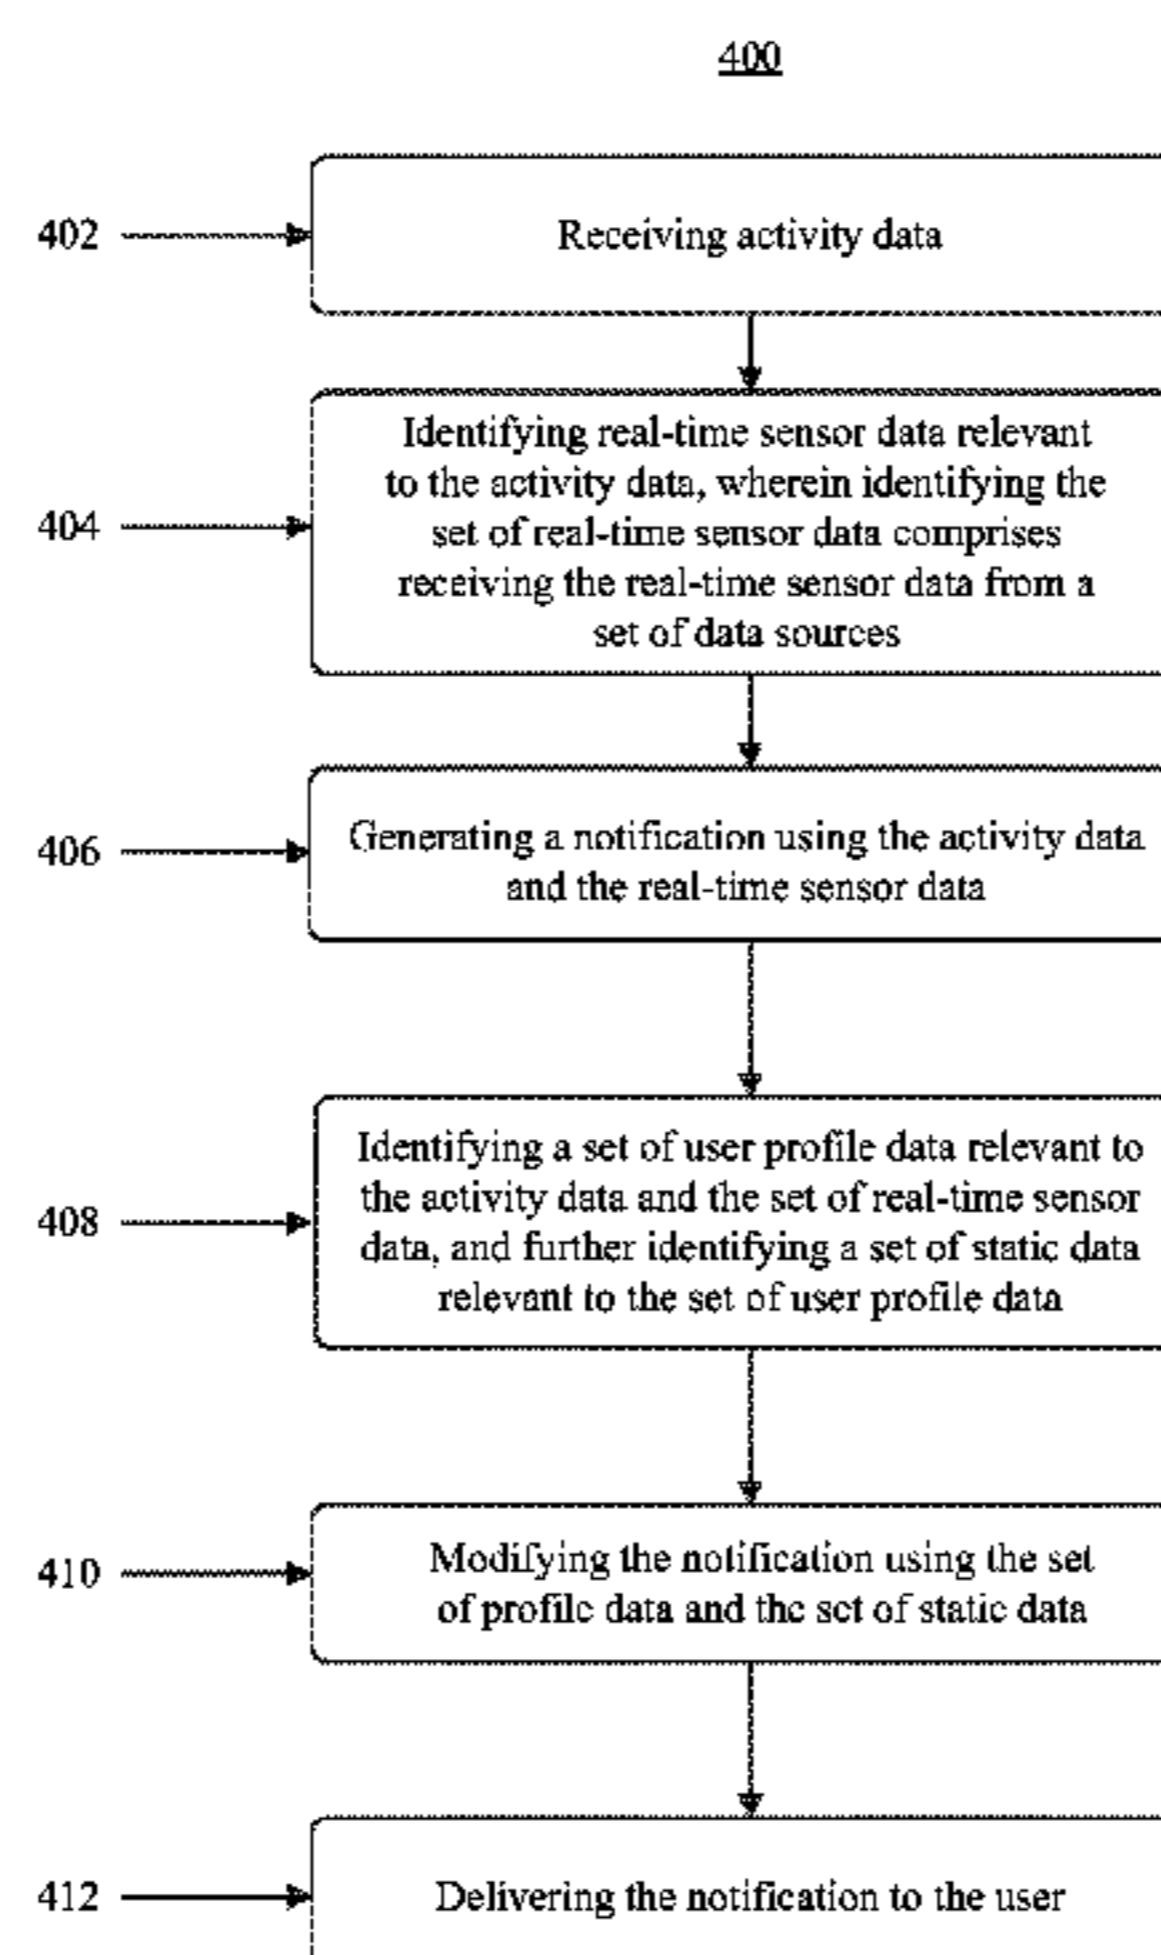 400
402
Receiving activity data
Identifying real-time sensor data relevant
to the activity data, wherein identifying the
404
set of real-time sensor data comprises
receiving the real-time sensor data from a
set of data sources
406
Generating a notification using the activity data
and the real-time sensor data
Identifying a set of user profile data relevant to
the activity data and the set of real-time sensor
408
data, and further identifying a set of static data
relevant to the set of user profile data
410
Modifying the notification using the set
of profile data and the set of static data
412
Delivering the notification to the user